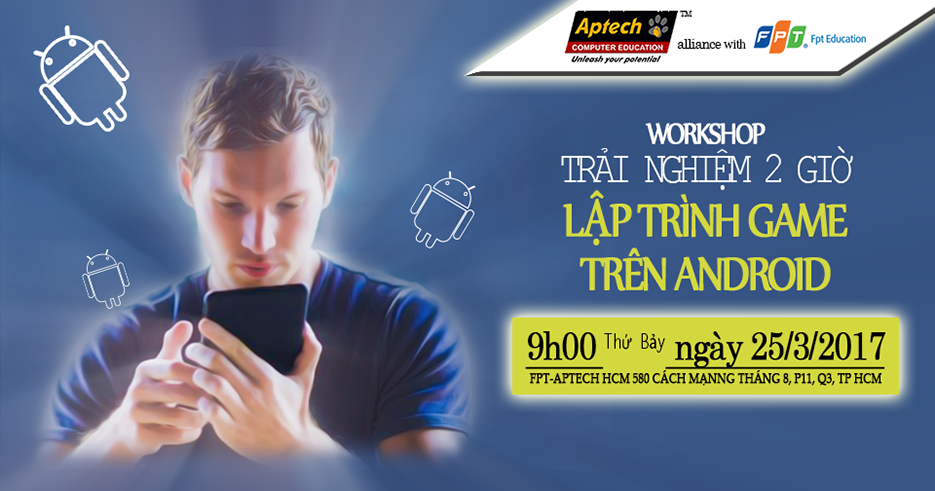 Aptech
COMPUTER EDUCATION
Unleash your potential
TM
alliance with
FPT
Fpt Education
WORKSHOP
TRẢI NGHIỆM 2 GIỜ
LẬP TRÌNH GAME
TRÊN ANDROID
9h00 Thứ Bảy ngày 25/3/2017
FPT-APTECH HCM 580 CÁCH MẠNNG THÁNG 8, P11, Q3, TP HCM